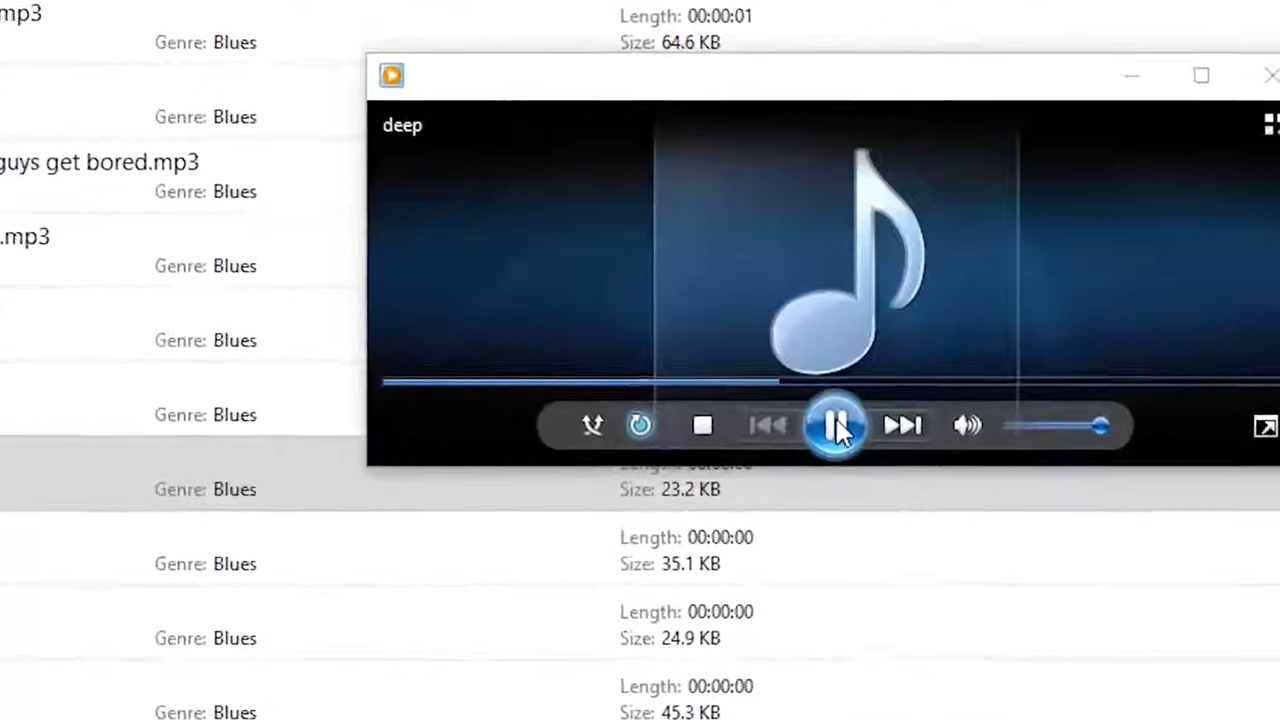 mp3
Length: 00:00:01
Genre: Blues
Size: 64.6 KB
Genre: Blues
deep
guys get bored.mp3
Genre: Blues
.mp3
Genre: Blues
Genre: Blues
Genre: Blues
Genre: Blues
Size: 23.2 KB
Length: 00:00:00
Genre: Blues
Size: 35.1 KB
Length: 00:00:00
Genre: Blues
Size: 24.9 KB
Length: 00:00:00
Genre: Blues
Size: 45.3 KB